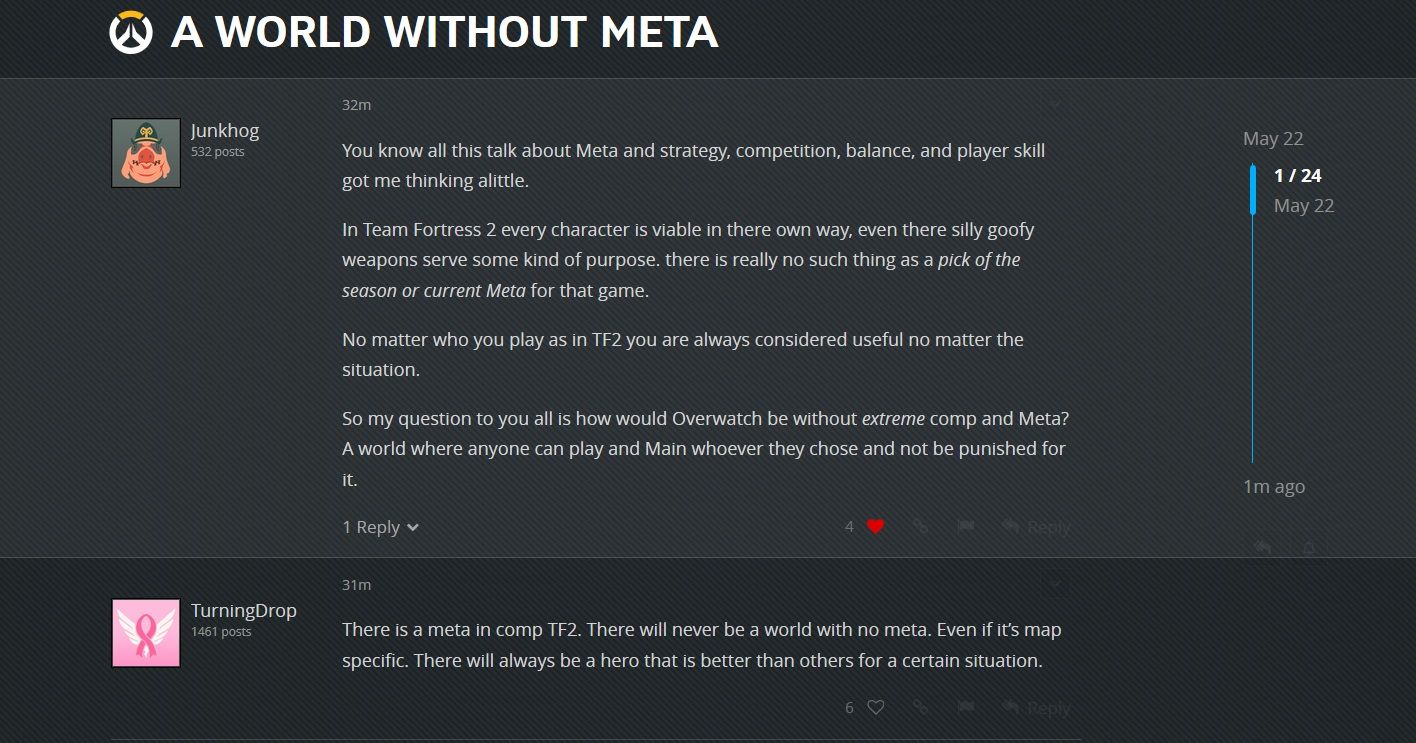 A WORLD WITHOUT META
Junkhog
532 posts
32m
You know all this talk about Meta and strategy, competition, balance, and player skill
got me thinking alittle.
In Team Fortress 2 every character is viable in there own way, even there silly goofy
weapons serve some kind of purpose. there is really no such thing as a pick of the
season or current Meta for that game.
No matter who you play as in TF2 you are always considered useful no matter the
situation.
So my question to you all is how would Overwatch be without extreme comp and Meta?
A world where anyone can play and Main whoever they chose and not be punished for
it.
1 Reply
4
Reply
May 22
1 / 24
May 22
1m ago
TurningDrop
1461 posts
31m
There is a meta in comp TF2. There will never be a world with no meta. Even if it’s map
specific. There will always be a hero that is better than others for a certain situation.
6
Reply